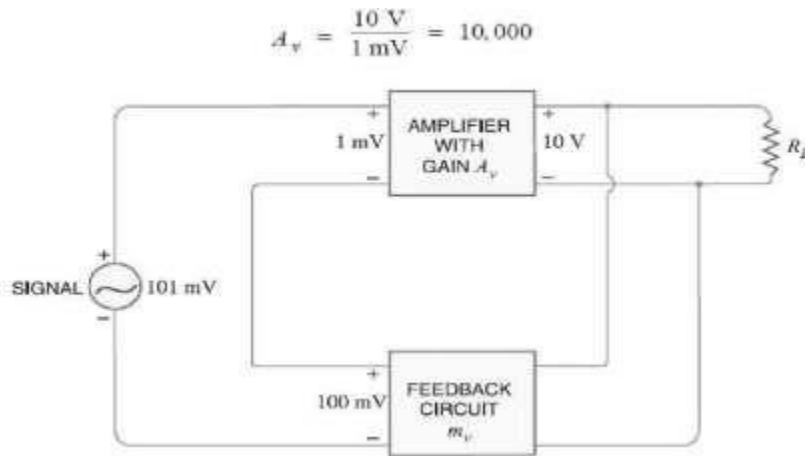 A_v = 10 V / 1 mV = 10,000
+ +
AMPLIFIER
1 mV WITH 10 V
GAIN A_v
− −
+
SIGNAL 101 mV
−
+
FEEDBACK
100 mV CIRCUIT
m_v
−